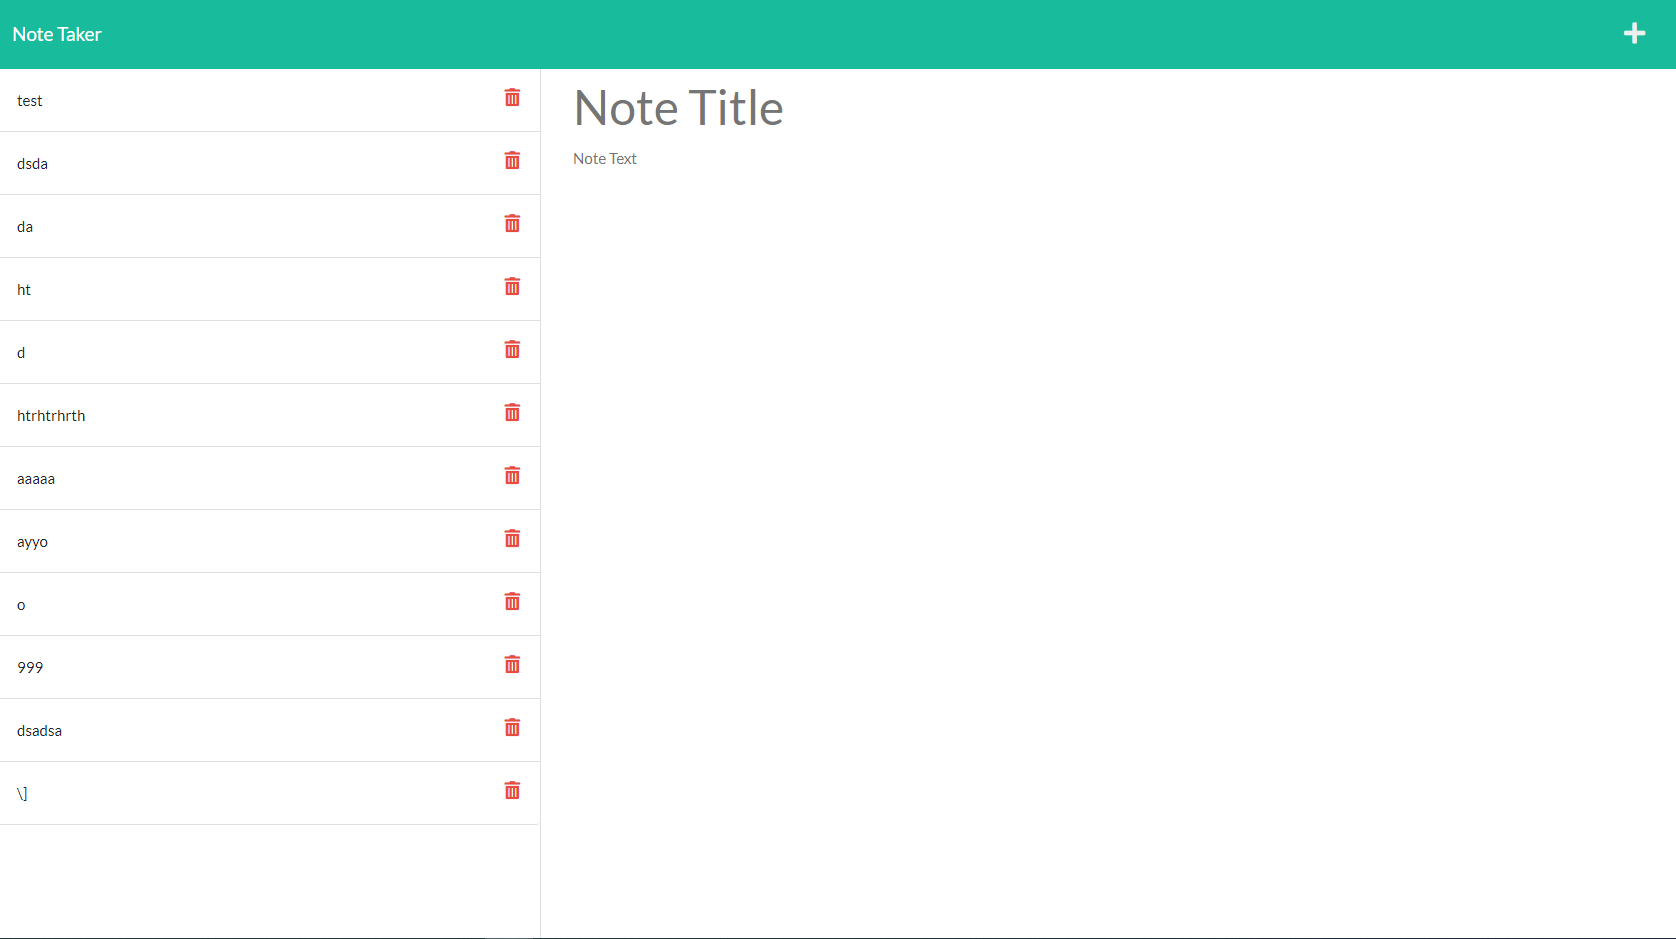 Note Taker
test
dsda
da
ht
d
htrhtrhrth
aaaaa
ayyo
o
999
dsadsa
\]
Note Title
Note Text